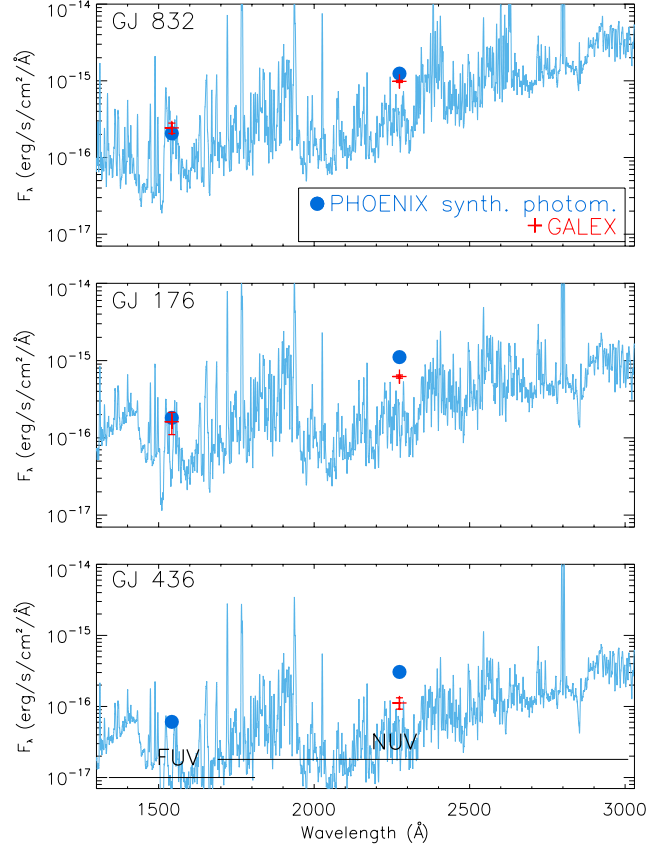 GJ 832
10⁻¹⁴
10⁻¹⁵
10⁻¹⁶
10⁻¹⁷
F_λ (erg/s/cm²/Å)
PHOENIX synth. photom.
GALEX
GJ 176
10⁻¹⁴
10⁻¹⁵
10⁻¹⁶
10⁻¹⁷
F_λ (erg/s/cm²/Å)
GJ 436
10⁻¹⁴
10⁻¹⁵
10⁻¹⁶
10⁻¹⁷
F_λ (erg/s/cm²/Å)
FUV
NUV
1500 2000 2500 3000
Wavelength (Å)